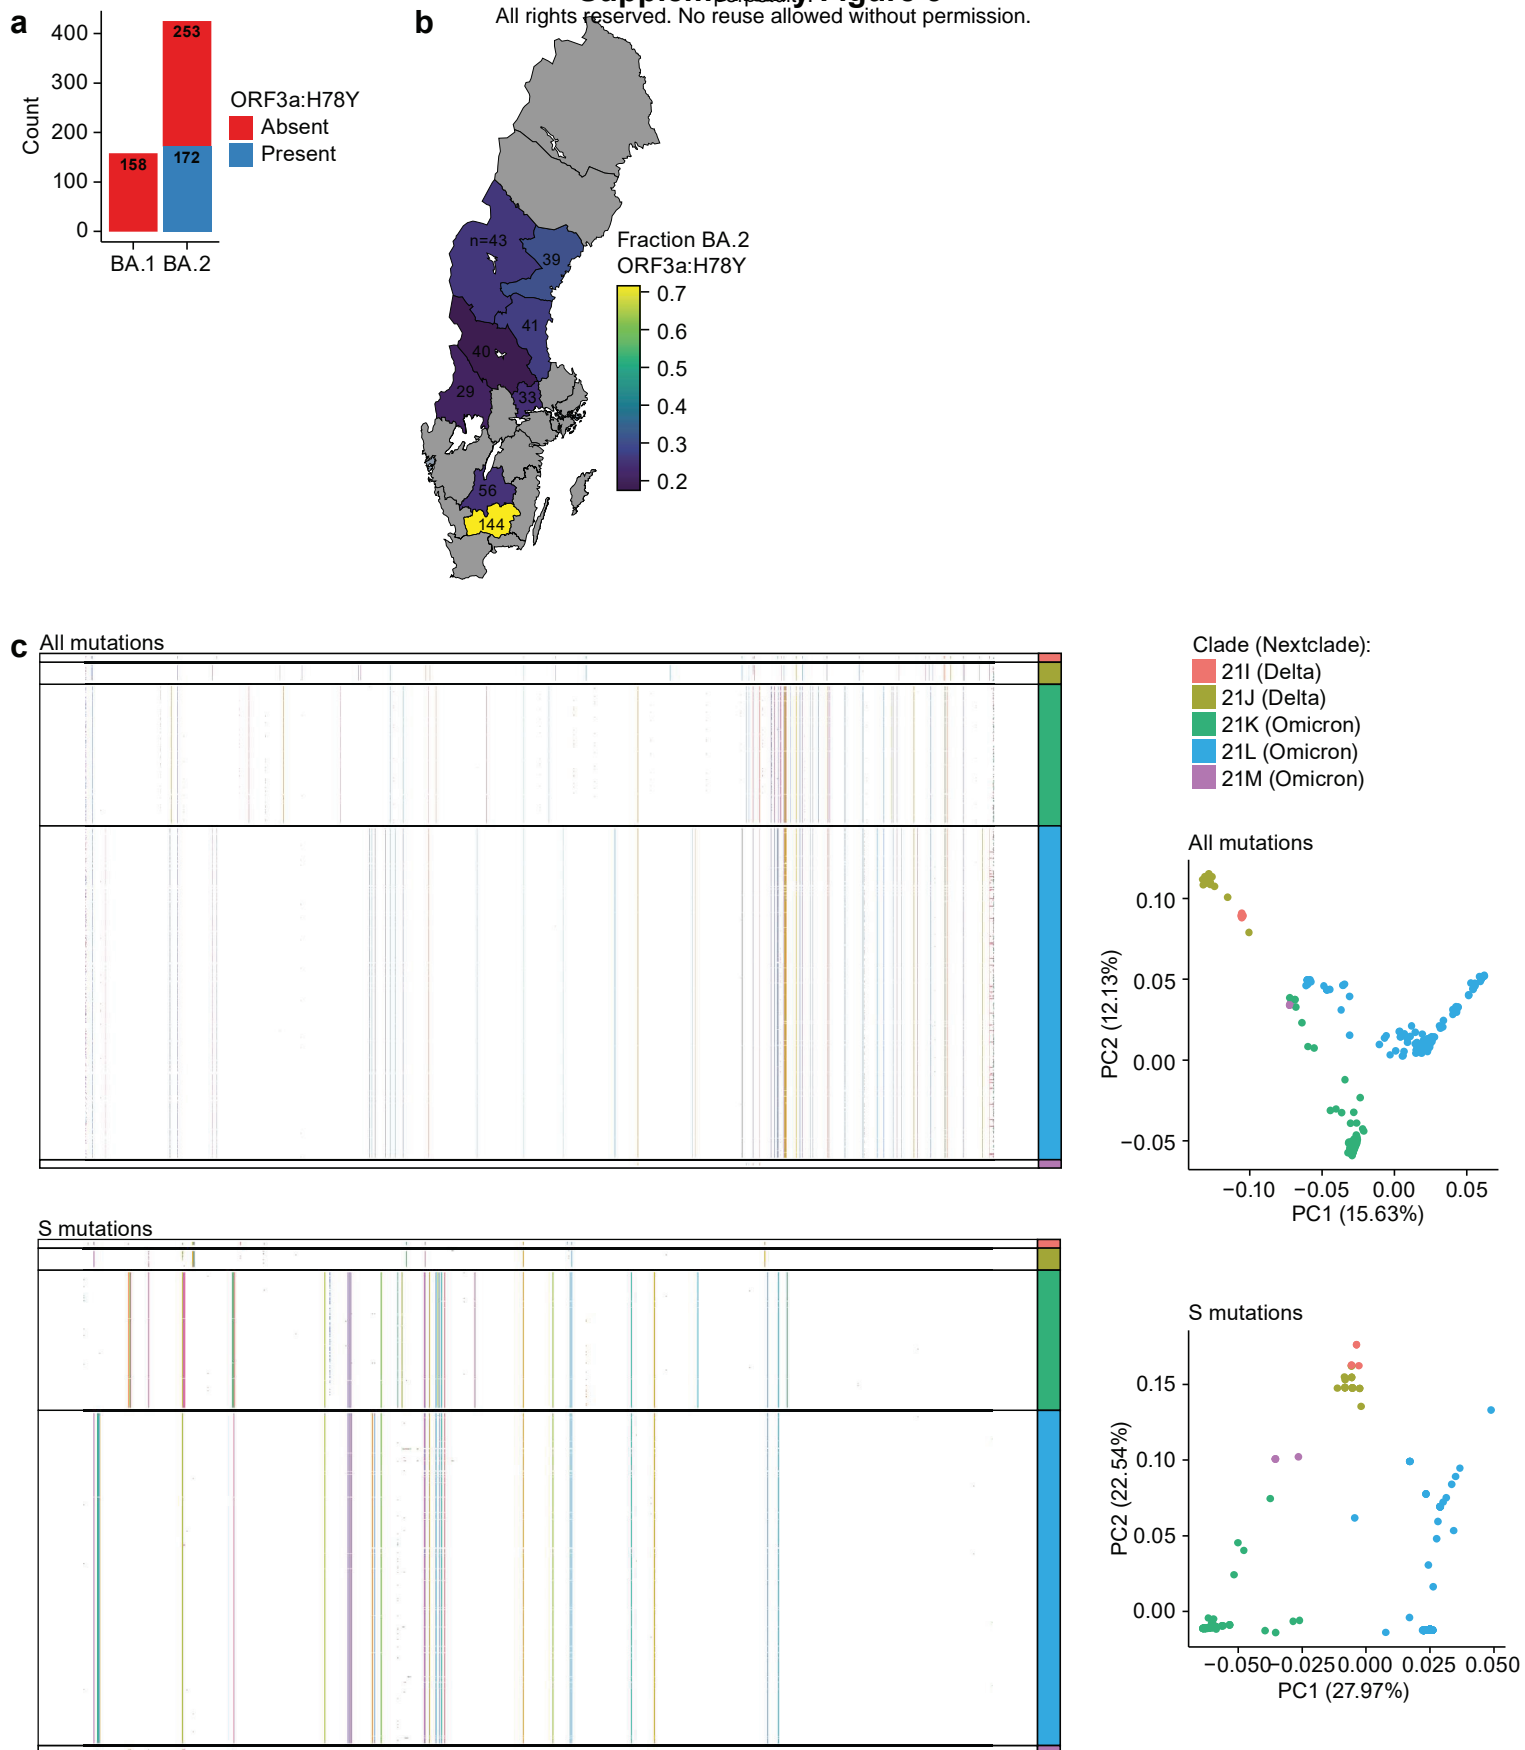 a
400
300
200
100
0
Count
253
158
172
BA.1 BA.2
ORF3a:H78Y
Absent
Present
b
All rights reserved. No reuse allowed without permission.
n=43
39
41
40
29
33
56
144
Fraction BA.2
ORF3a:H78Y
0.7
0.6
0.5
0.4
0.3
0.2
c
All mutations
Clade (Nextclade):
21I (Delta)
21J (Delta)
21K (Omicron)
21L (Omicron)
21M (Omicron)
All mutations
0.10
0.05
0.00
−0.05
PC2 (12.13%)
−0.10 −0.05 0.00 0.05
PC1 (15.63%)
S mutations
S mutations
0.15
0.10
0.05
0.00
PC2 (22.54%)
−0.050 −0.025 0.000 0.025 0.050
PC1 (27.97%)